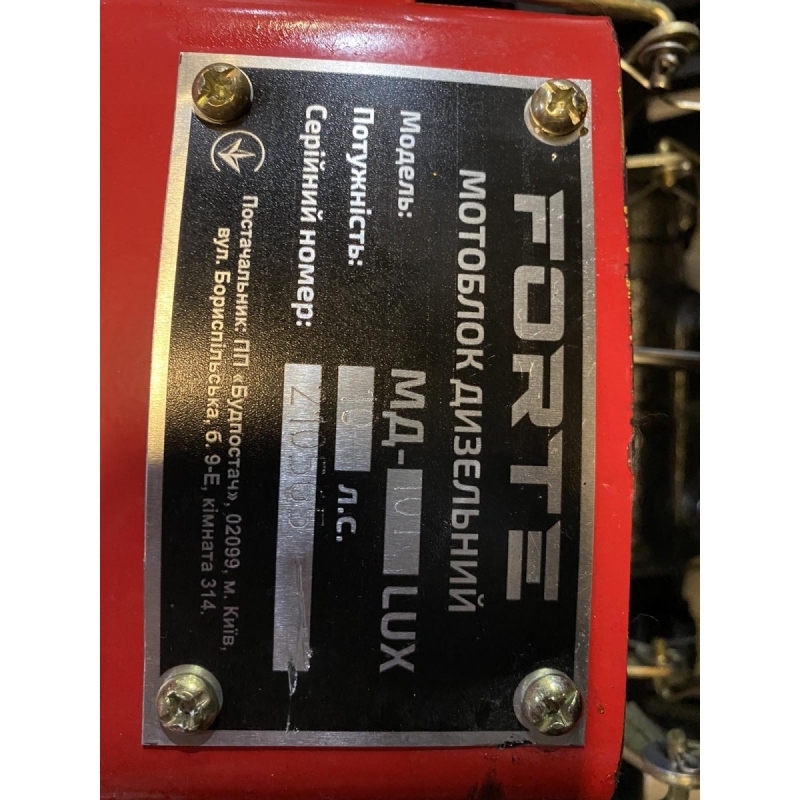 FORTE
МОТОБЛОК ДИЗЕЛЬНИЙ
Модель: МД- LUX
Потужність: 10 л.с.
Серійний номер:
Постачальник: ПП «Будпостач», 02099, м. Київ,
вул. Бориспільська, б. 9-Е, кімната 314.